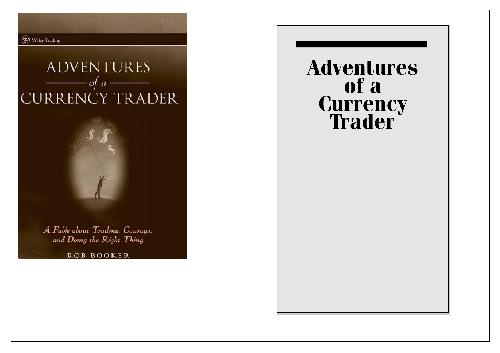 Wiley Trading
ADVENTURES
of a
CURRENCY TRADER
A Fable about Trading, Courage,
and Doing the Right Thing
ROB BOOKER
Adventures
of a
Currency
Trader